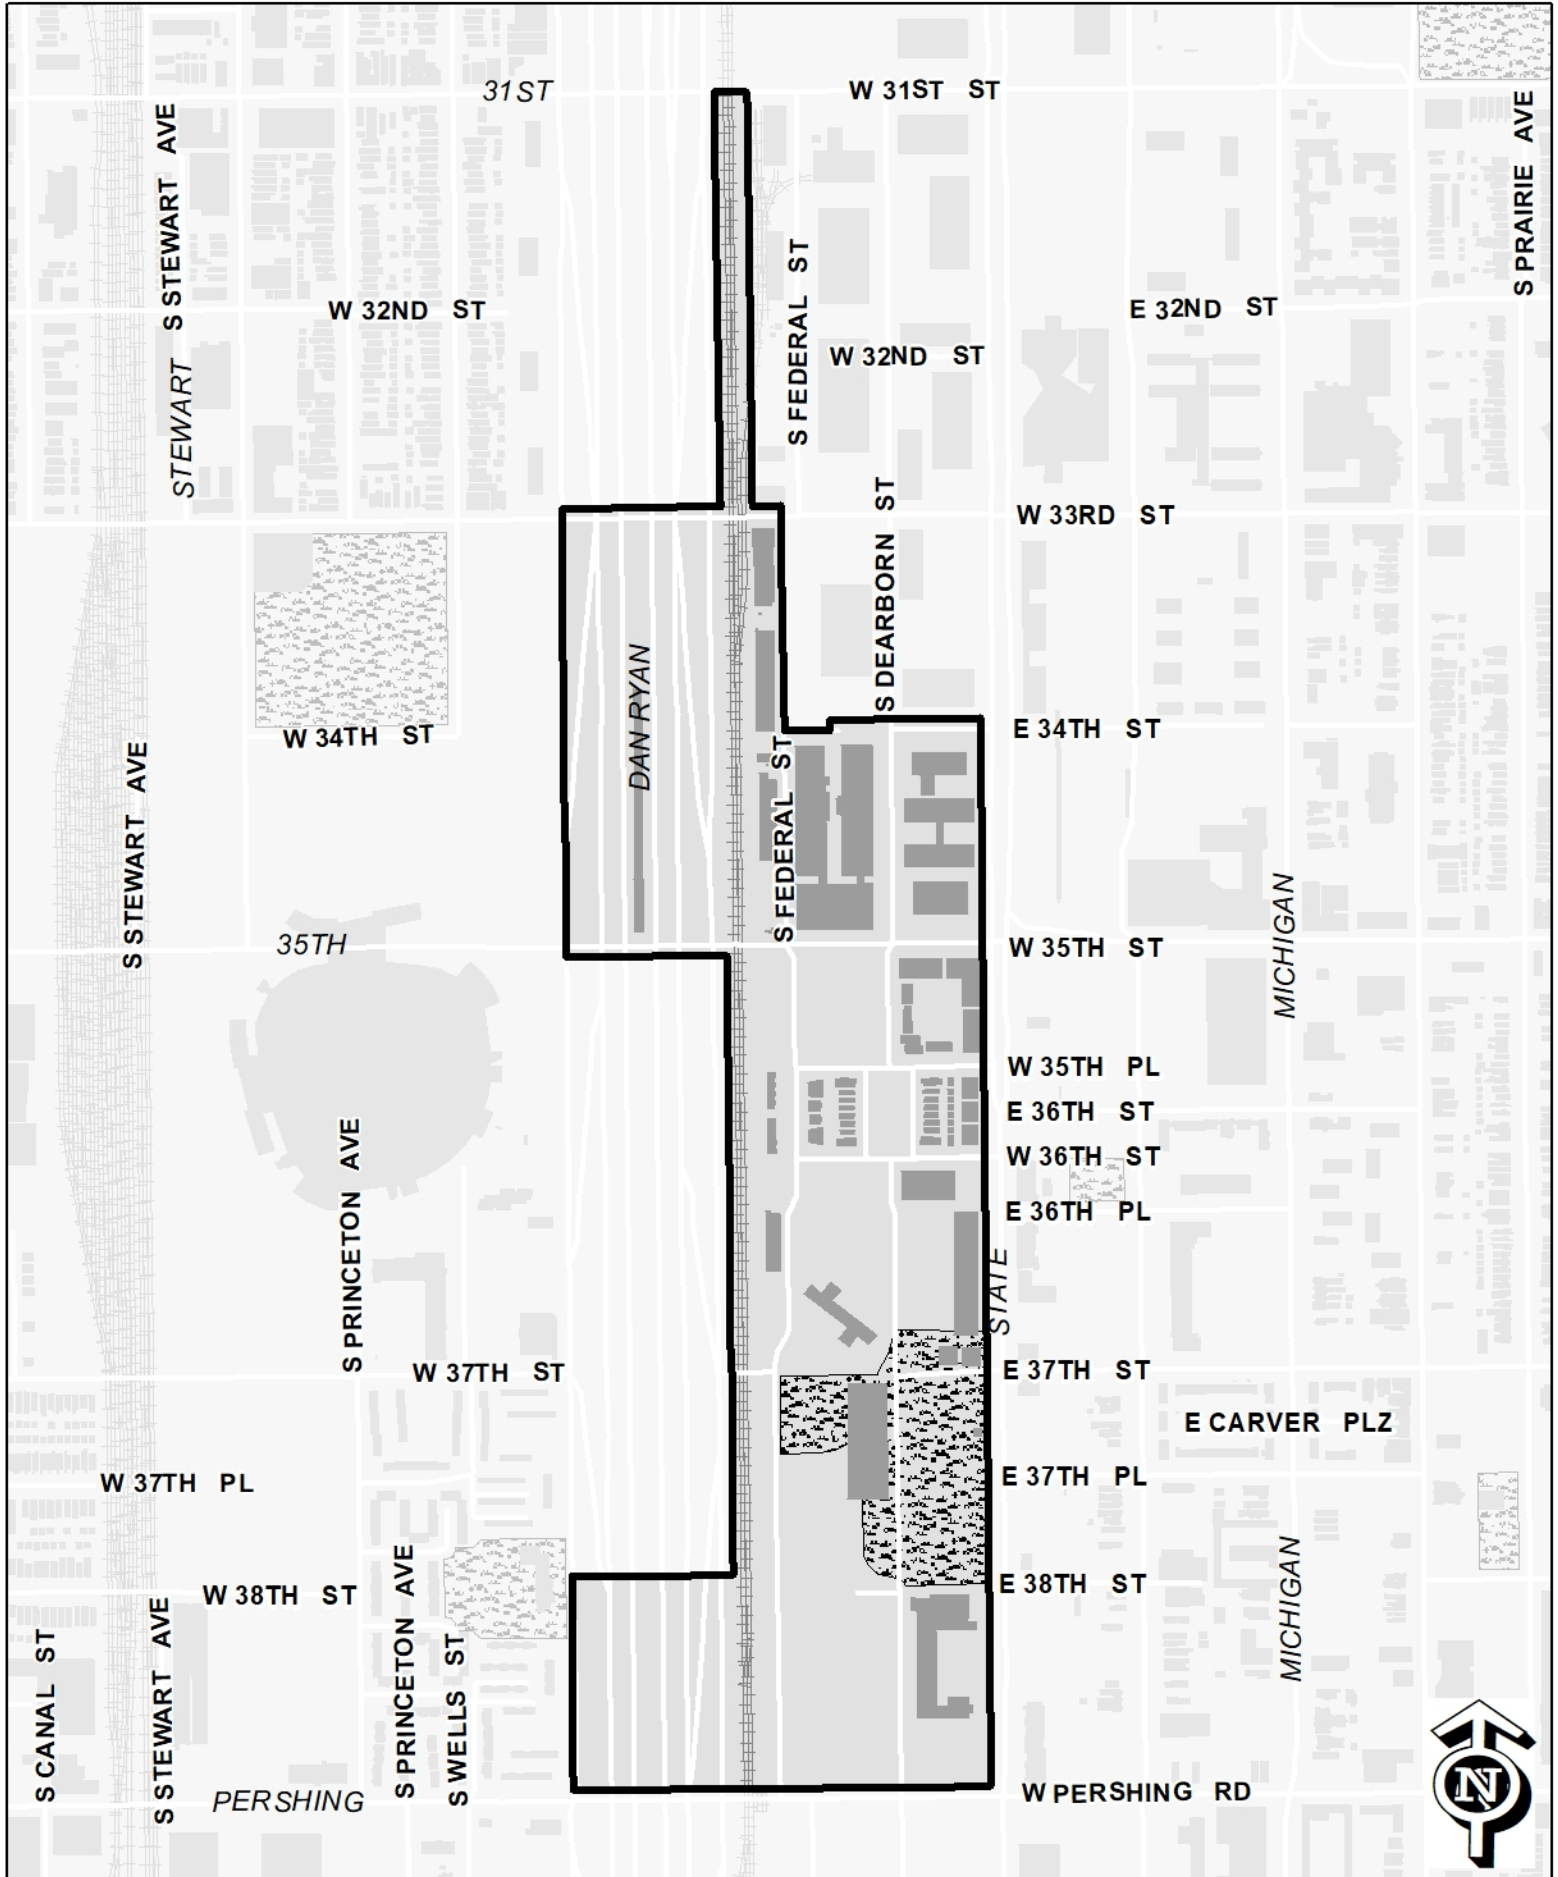 31ST
W 31ST ST
S STEWART AVE
S PRAIRIE AVE
W 32ND ST
S FEDERAL ST
E 32ND ST
W 32ND ST
STEWART
S DEARBORN ST
W 33RD ST
DAN RYAN
W 34TH ST
S FEDERAL ST
E 34TH ST
S STEWART AVE
35TH
W 35TH ST
MICHIGAN
W 35TH PL
E 36TH ST
W 36TH ST
S PRINCETON AVE
E 36TH PL
STATE
W 37TH ST
E 37TH ST
E CARVER PLZ
W 37TH PL
E 37TH PL
W 38TH ST
S PRINCETON AVE
E 38TH ST
MICHIGAN
S CANAL ST
S STEWART AVE
S WELLS ST
PERSHING
W PERSHING RD
N